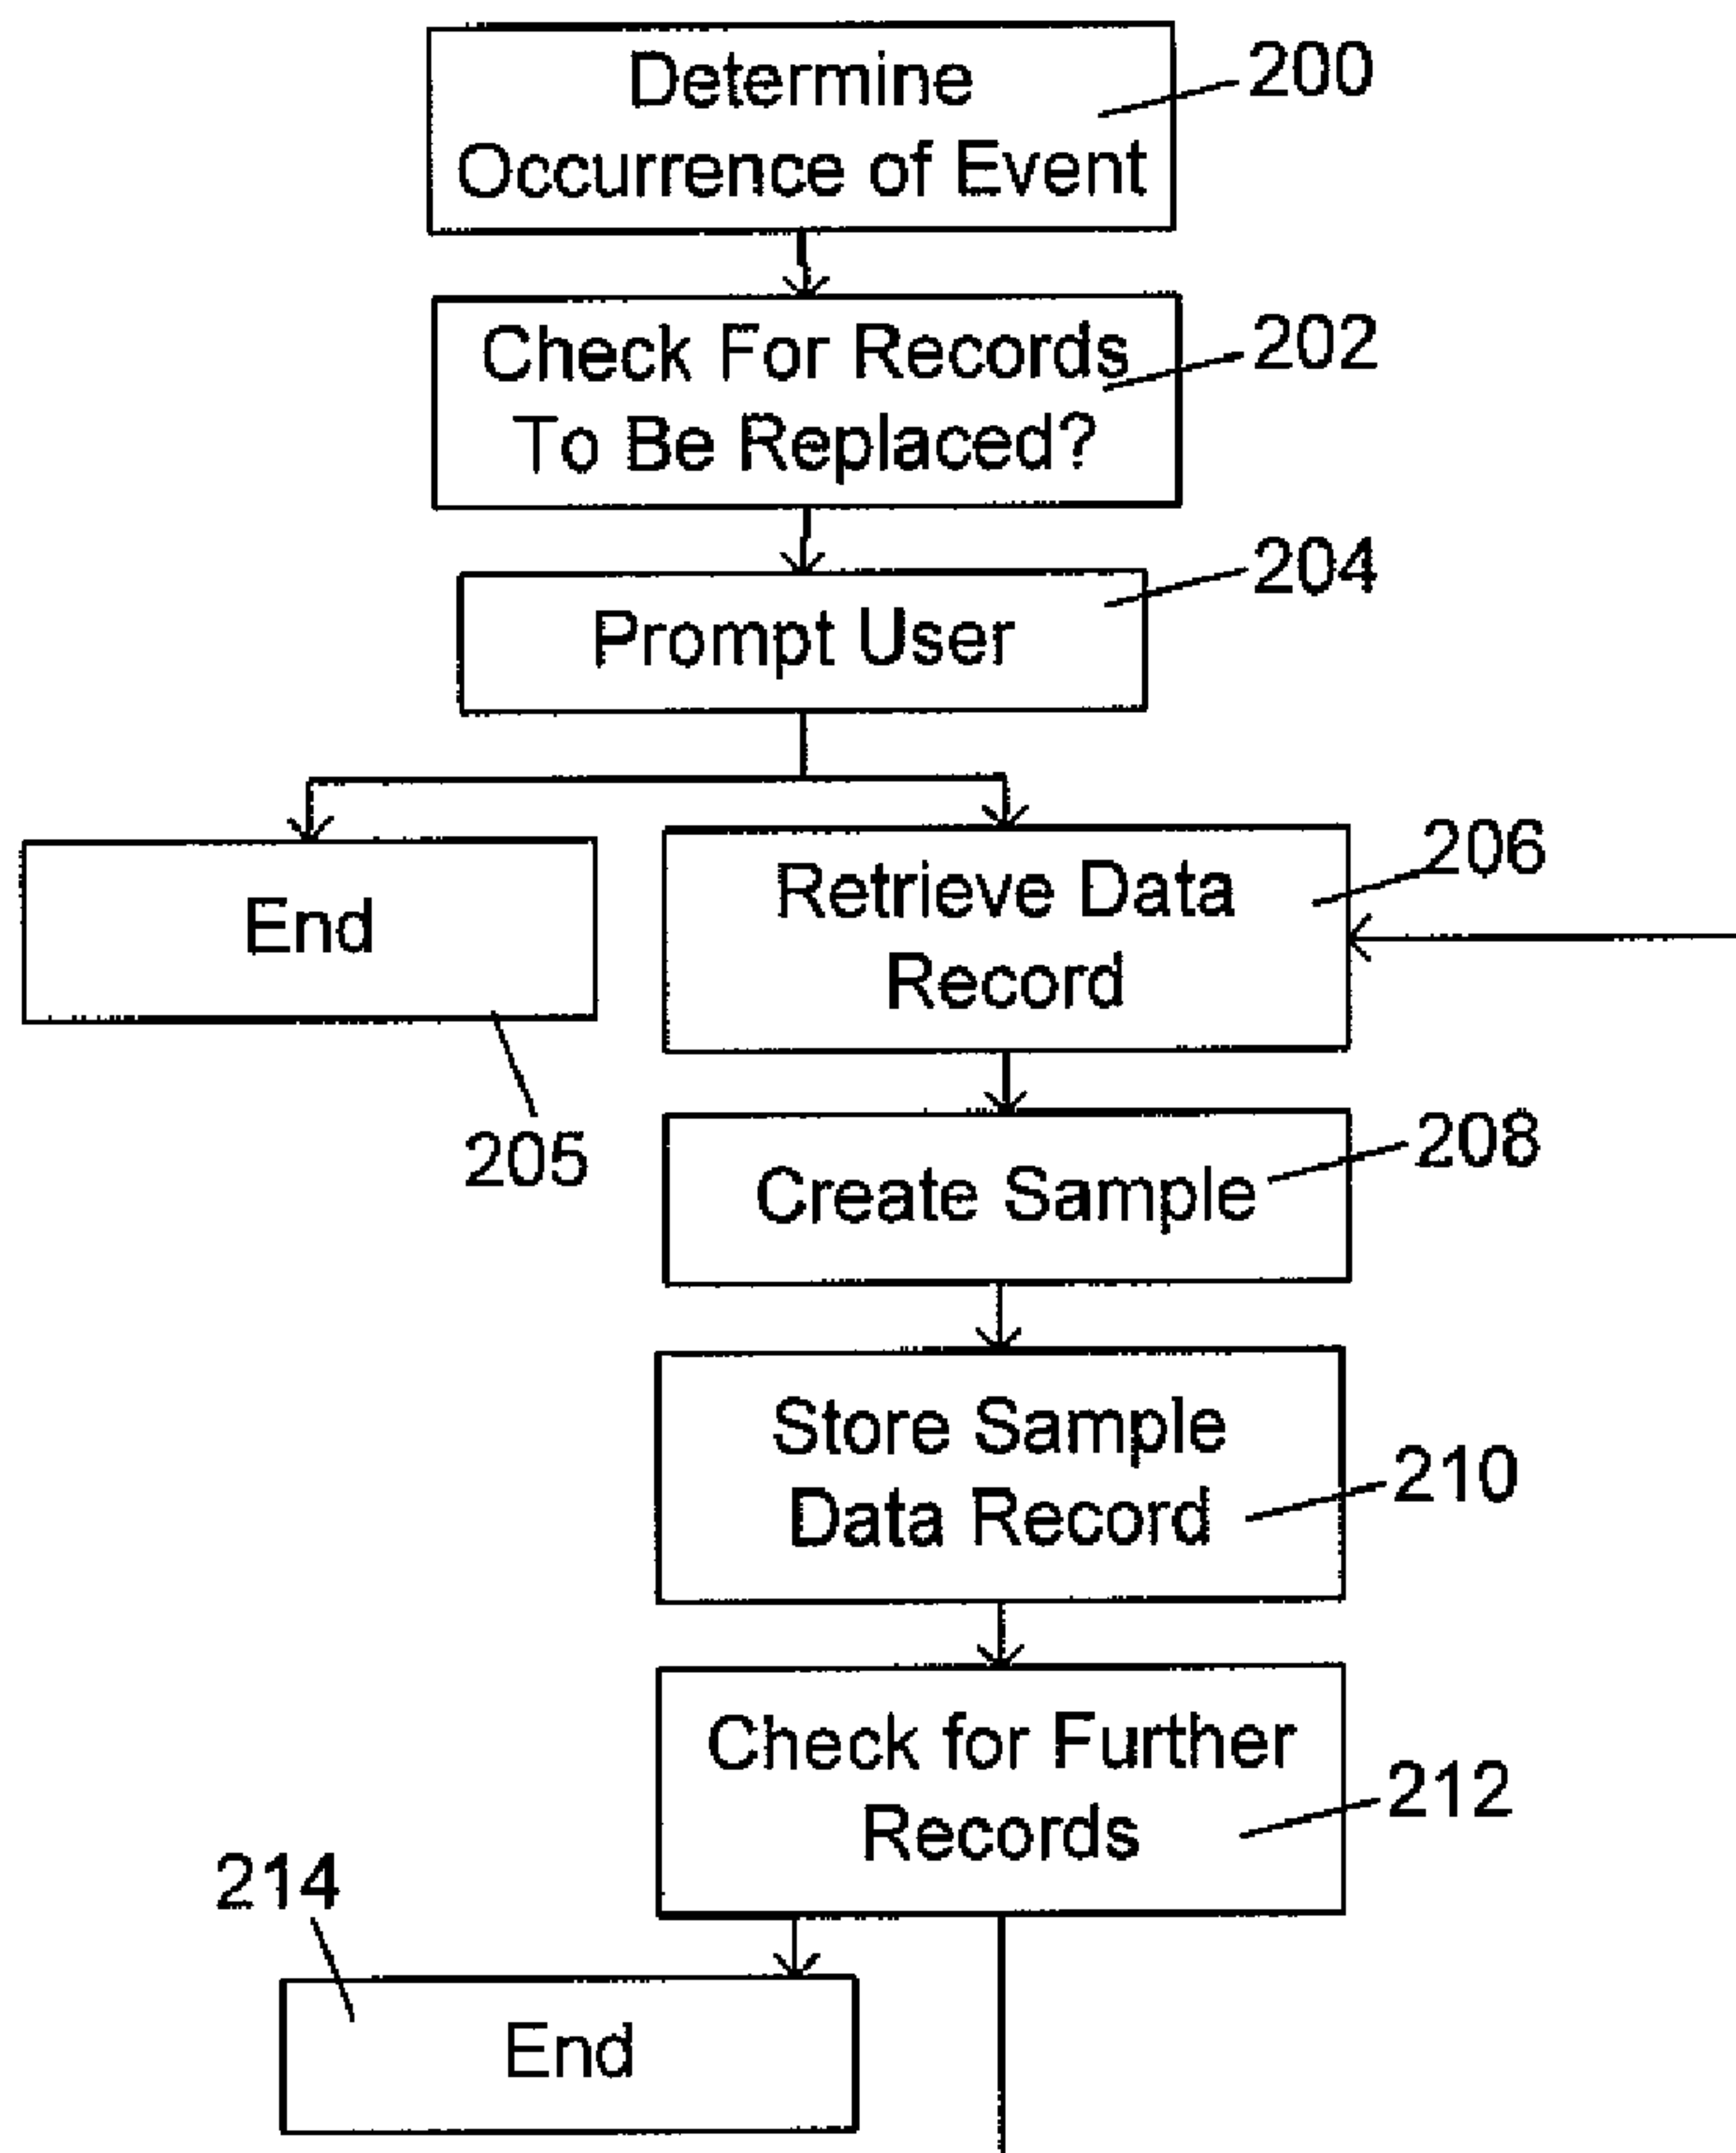 Determine
Occurrence of Event
200
Check For Records
To Be Replaced?
202
Prompt User
204
End
205
Retrieve Data
Record
206
Create Sample
208
Store Sample
Data Record
210
Check for Further
Records
212
214
End